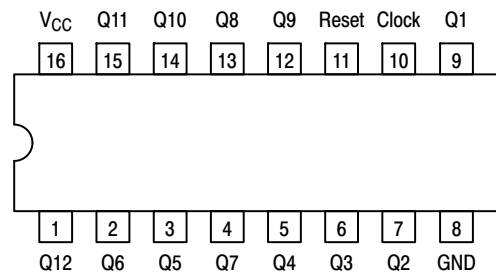 VCC Q11 Q10 Q8 Q9 Reset Clock Q1
16 15 14 13 12 11 10 9
1 2 3 4 5 6 7 8
Q12 Q6 Q5 Q7 Q4 Q3 Q2 GND